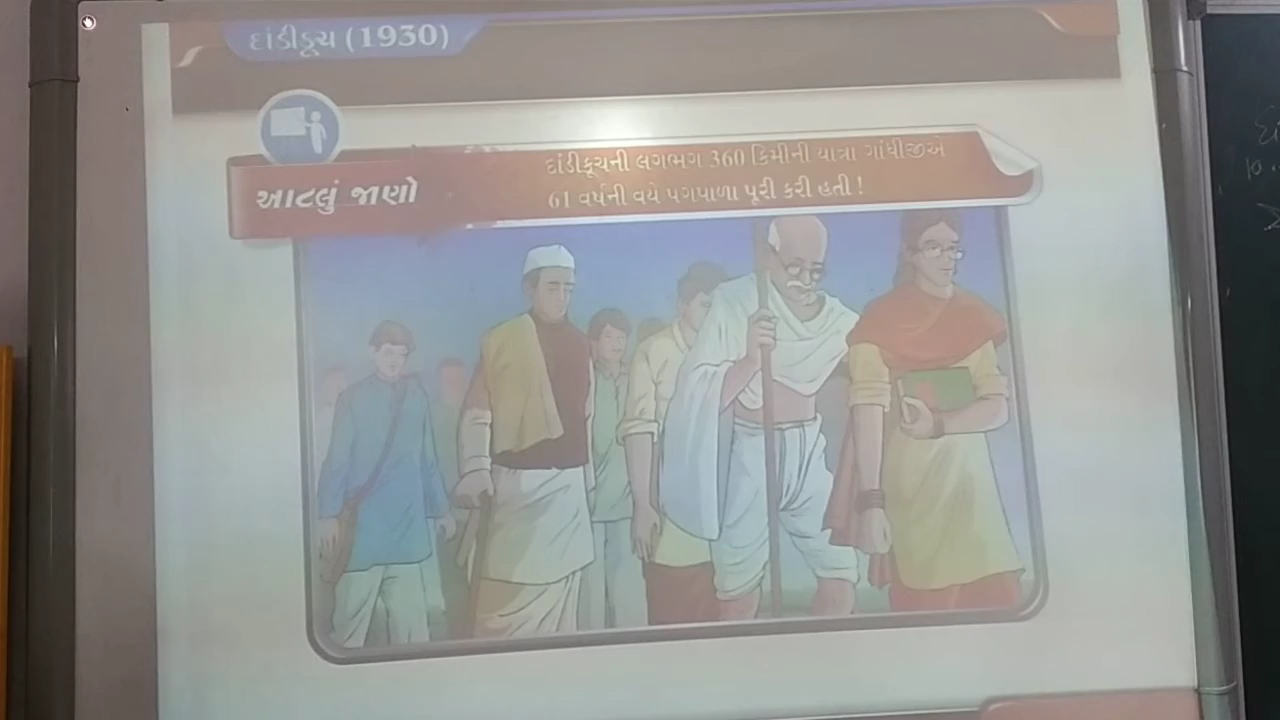 દાંડીકૂચ (1930)
આટલું જાણો
દાંડીકૂચની લગભગ 360 કિમીની યાત્રા ગાંધીજીએ
61 વર્ષની વયે પગપાળા પૂરી કરી હતી !